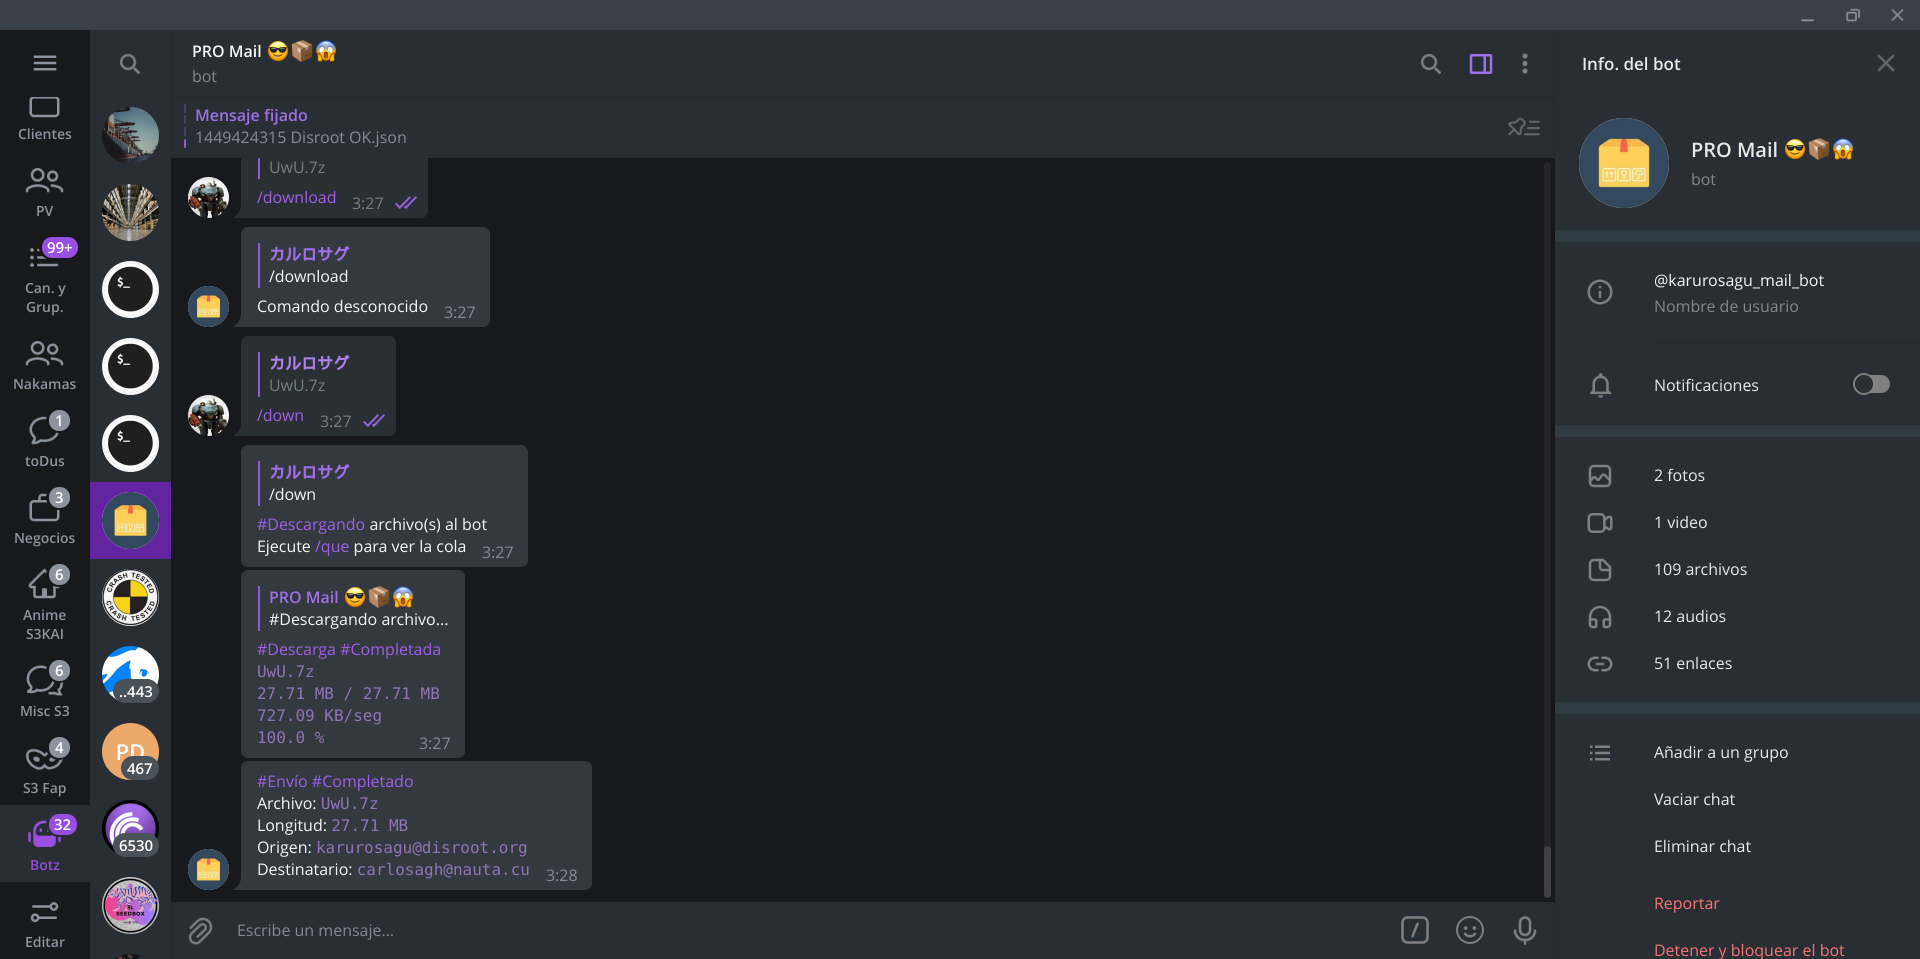 Clientes
PV
99+
Can. y
Grup.
Nakamas
1
toDus
3
Negocios
6
Anime
S3KAI
6
Misc S3
4
S3 Fap
32
Botz
Editar
$_
$_
$_
CRASH TESTED
CRASH TESTED
..443
PD
467
6530
SL
SEEDBOX
PRO Mail 😎📦😱
bot
Mensaje fijado
1449424315 Disroot OK.json
UwU.7z
/download 3:27
カルロサグ
/download
Comando desconocido 3:27
カルロサグ
UwU.7z
/down 3:27
カルロサグ
/down
#Descargando archivo(s) al bot
Ejecute /que para ver la cola 3:27
PRO Mail 😎📦😱
#Descargando archivo...
#Descarga #Completada
UwU.7z
27.71 MB / 27.71 MB
727.09 KB/seg
100.0 % 3:27
#Envío #Completado
Archivo: UwU.7z
Longitud: 27.71 MB
Origen: karurosagu@disroot.org
Destinatario: carlosagh@nauta.cu 3:28
Escribe un mensaje...
Info. del bot
PRO Mail 😎📦😱
bot
@karurosagu_mail_bot
Nombre de usuario
Notificaciones
2 fotos
1 video
109 archivos
12 audios
51 enlaces
Añadir a un grupo
Vaciar chat
Eliminar chat
Reportar
Detener y bloquear el bot